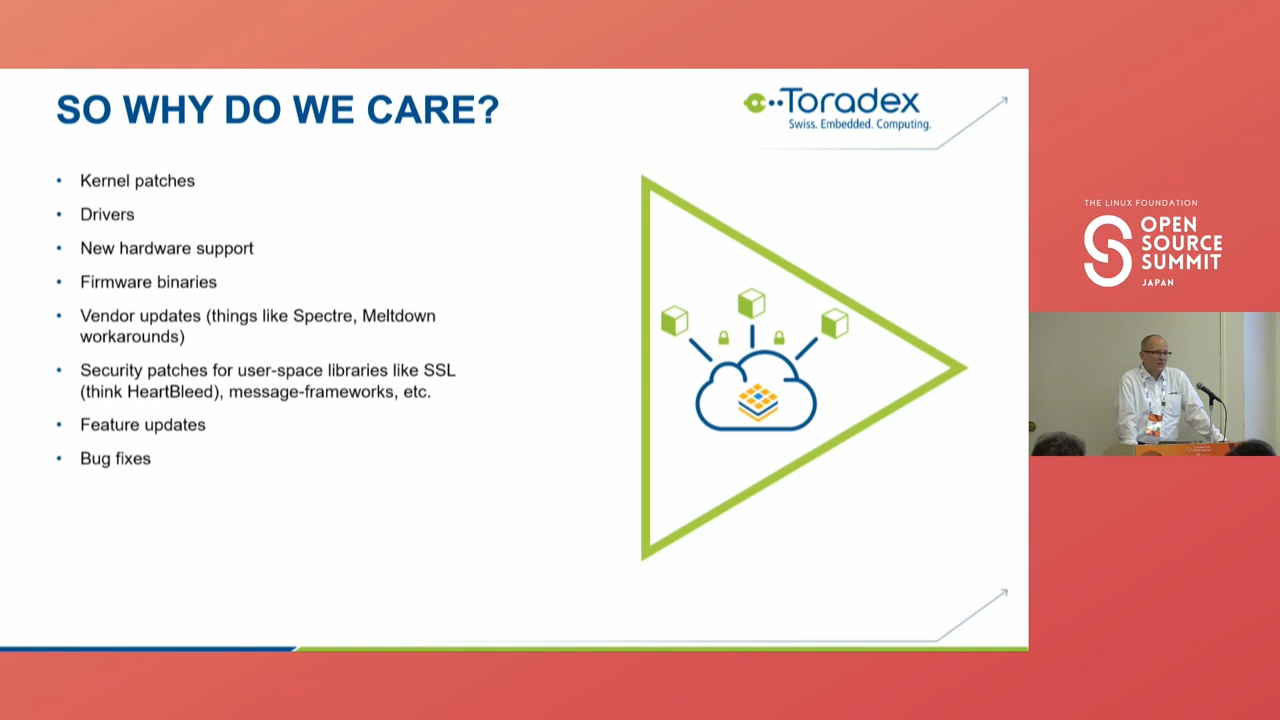 SO WHY DO WE CARE?
Toradex
Swiss. Embedded. Computing.
• Kernel patches
• Drivers
• New hardware support
• Firmware binaries
• Vendor updates (things like Spectre, Meltdown
workarounds)
• Security patches for user-space libraries like SSL
(think HeartBleed), message-frameworks, etc.
• Feature updates
• Bug fixes
THE LINUX FOUNDATION
OPEN
SOURCE
SUMMIT
JAPAN